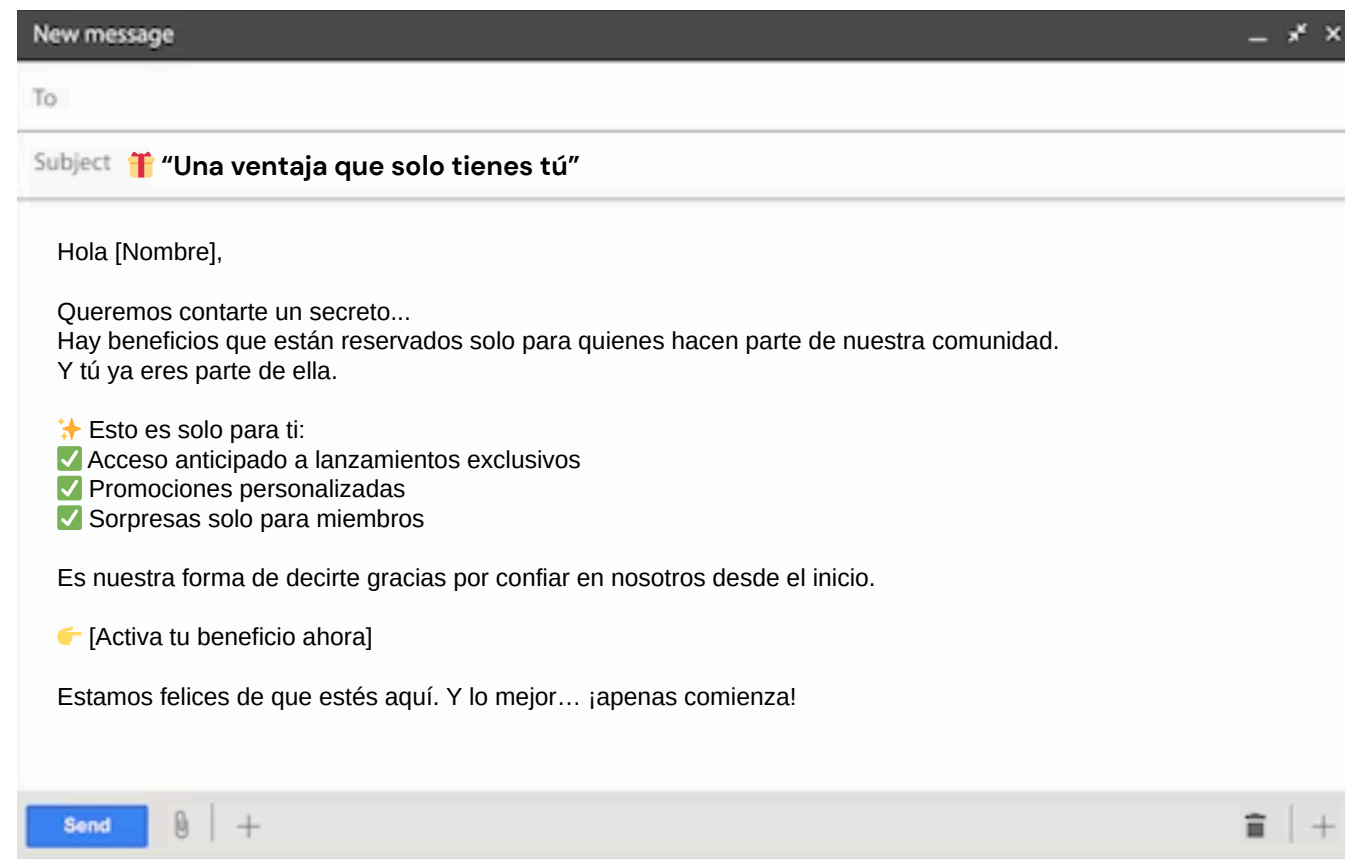 New message
To
Subject 🎁 “Una ventaja que solo tienes tú”
Hola [Nombre],
Queremos contarte un secreto...
Hay beneficios que están reservados solo para quienes hacen parte de nuestra comunidad.
Y tú ya eres parte de ella.
✨ Esto es solo para ti:
✅ Acceso anticipado a lanzamientos exclusivos
✅ Promociones personalizadas
✅ Sorpresas solo para miembros
Es nuestra forma de decirte gracias por confiar en nosotros desde el inicio.
👉 [Activa tu beneficio ahora]
Estamos felices de que estés aquí. Y lo mejor… ¡apenas comienza!
Send